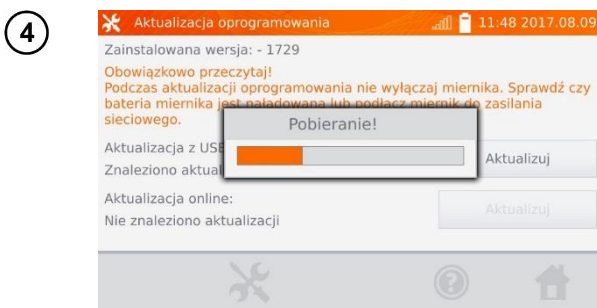 4
Aktualizacja oprogramowania 11:48 2017.08.09
Zainstalowana wersja: - 1729
Obowiązkowo przeczytaj!
Podczas aktualizacji oprogramowania nie wyłączaj miernika. Sprawdź czy
bateria miernika jest naładowana lub podłącz miernik do zasilania
sieciowego.
Pobieranie!
Aktualizacja z USB
Znaleziono aktual
Aktualizuj
Aktualizacja online:
Nie znaleziono aktualizacji
Aktualizuj
?